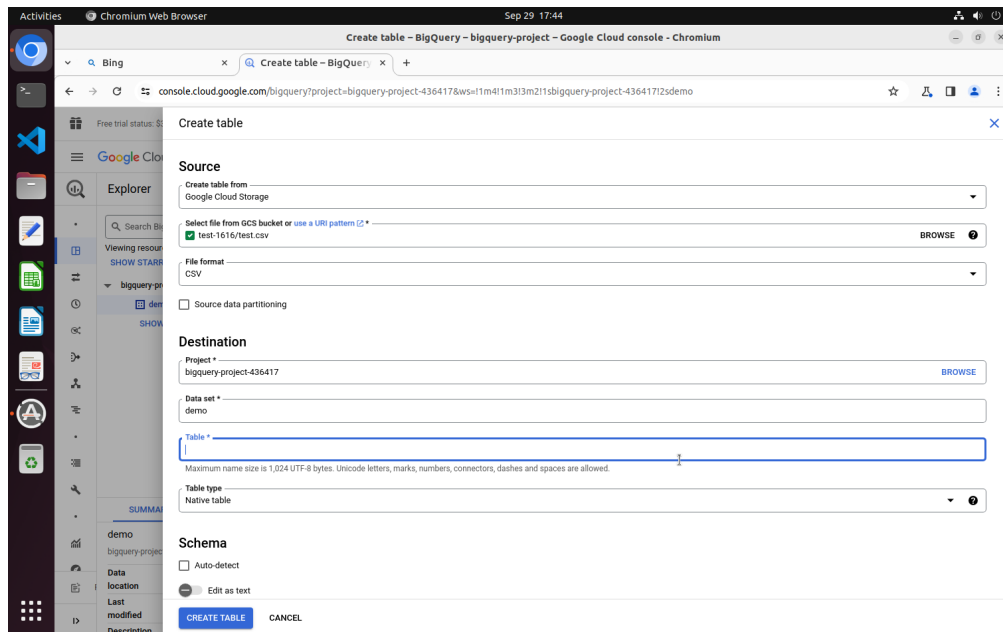 Activities
Chromium Web Browser
Sep 29 17:44
Create table – BigQuery – bigquery-project – Google Cloud console - Chromium
Bing
Create table – BigQuery
console.cloud.google.com/bigquery?project=bigquery-project-436417&ws=!1m4!1m3!3m2!1sbigquery-project-436417!2sdemo
Free trial status: $
Create table
Google Clo
Source
Create table from
Google Cloud Storage
Explorer
Select file from GCS bucket or use a URI pattern *
test-1616/test.csv
BROWSE
Search Bi
Viewing resour
SHOW STARR
File format
CSV
bigquery-pr
dem
Source data partitioning
SHOW
Destination
Project *
bigquery-project-436417
BROWSE
Data set *
demo
Table *
Maximum name size is 1,024 UTF-8 bytes. Unicode letters, marks, numbers, connectors, dashes and spaces are allowed.
Table type
Native table
SUMMA
demo
bigquery-projec
Schema
Auto-detect
Data
location
Edit as text
Last
modified
CREATE TABLE
CANCEL
Description